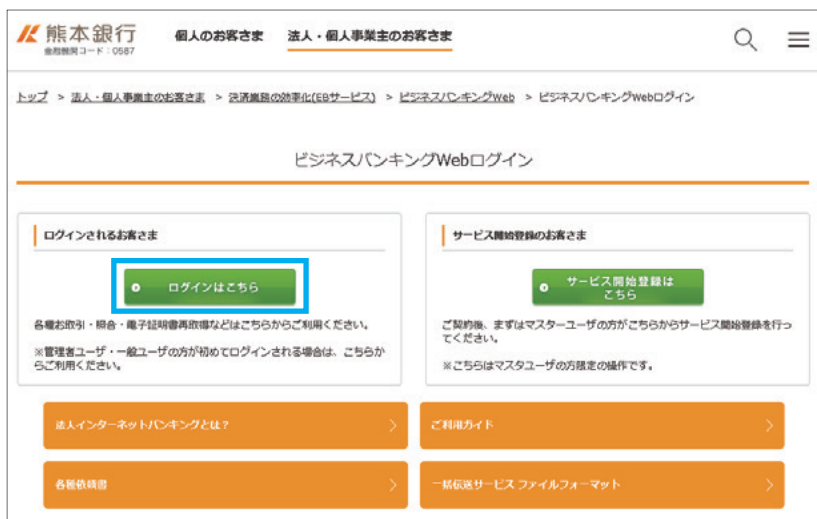 熊本銀行
金融機関コード：0587
個人のお客さま
法人・個人事業主のお客さま
トップ > 法人・個人事業主のお客さま > 決済業務の効率化(EBサービス) > ビジネスバンキングWeb > ビジネスバンキングWebログイン
ビジネスバンキングWebログイン
ログインされるお客さま
ログインはこちら
各種お取引・照会・電子証明書再取得などはこちらからご利用ください。
※管理者ユーザ・一般ユーザの方が初めてログインされる場合は、こちらか
らご利用ください。
サービス開始登録のお客さま
サービス開始登録は
こちら
ご契約後、まずはマスターユーザの方がこちらからサービス開始登録を行っ
てください。
※こちらはマスタユーザの方限定の操作です。
法人インターネットバンキングとは？
ご利用ガイド
各種依頼書
一括伝送サービス ファイルフォーマット